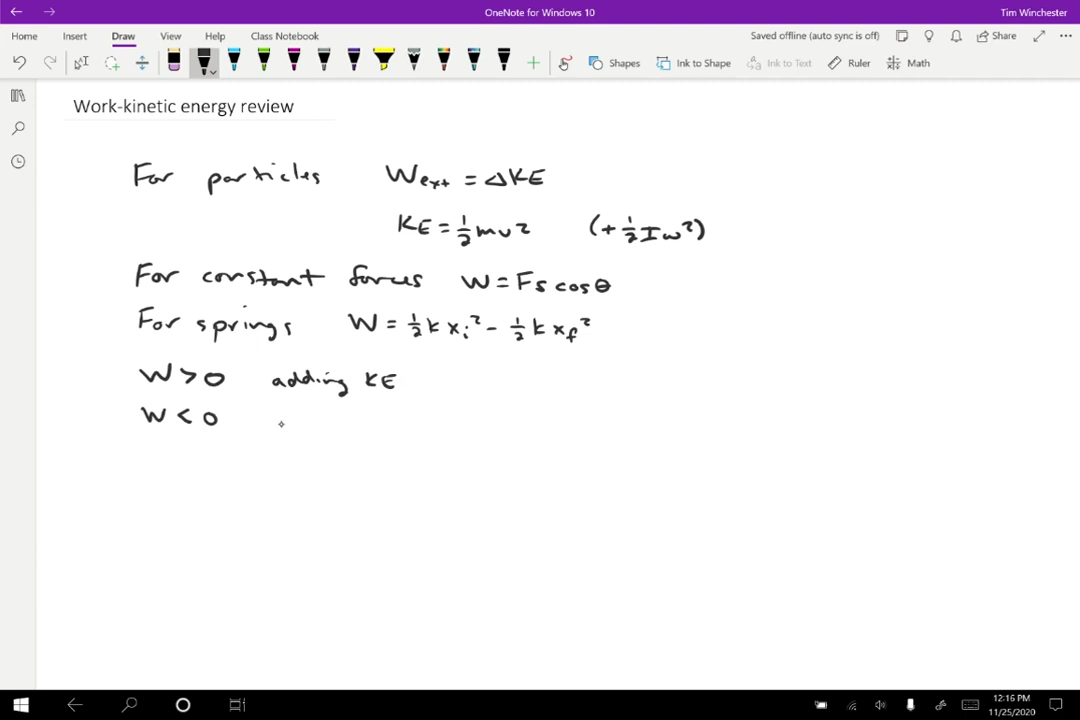 OneNote for Windows 10
Tim Winchester
Home Insert Draw View Help Class Notebook
Saved offline (auto sync is off) Share
Shapes Ink to Shape Ink to Text Ruler Math
Work-kinetic energy review
For particles W_ext = ΔKE
KE = ½mv² (+½Iω²)
For constant forces W = Fs cosθ
For springs W = ½kx_i² - ½kx_f²
W > 0 adding KE
W < 0
12:16 PM
11/25/2020